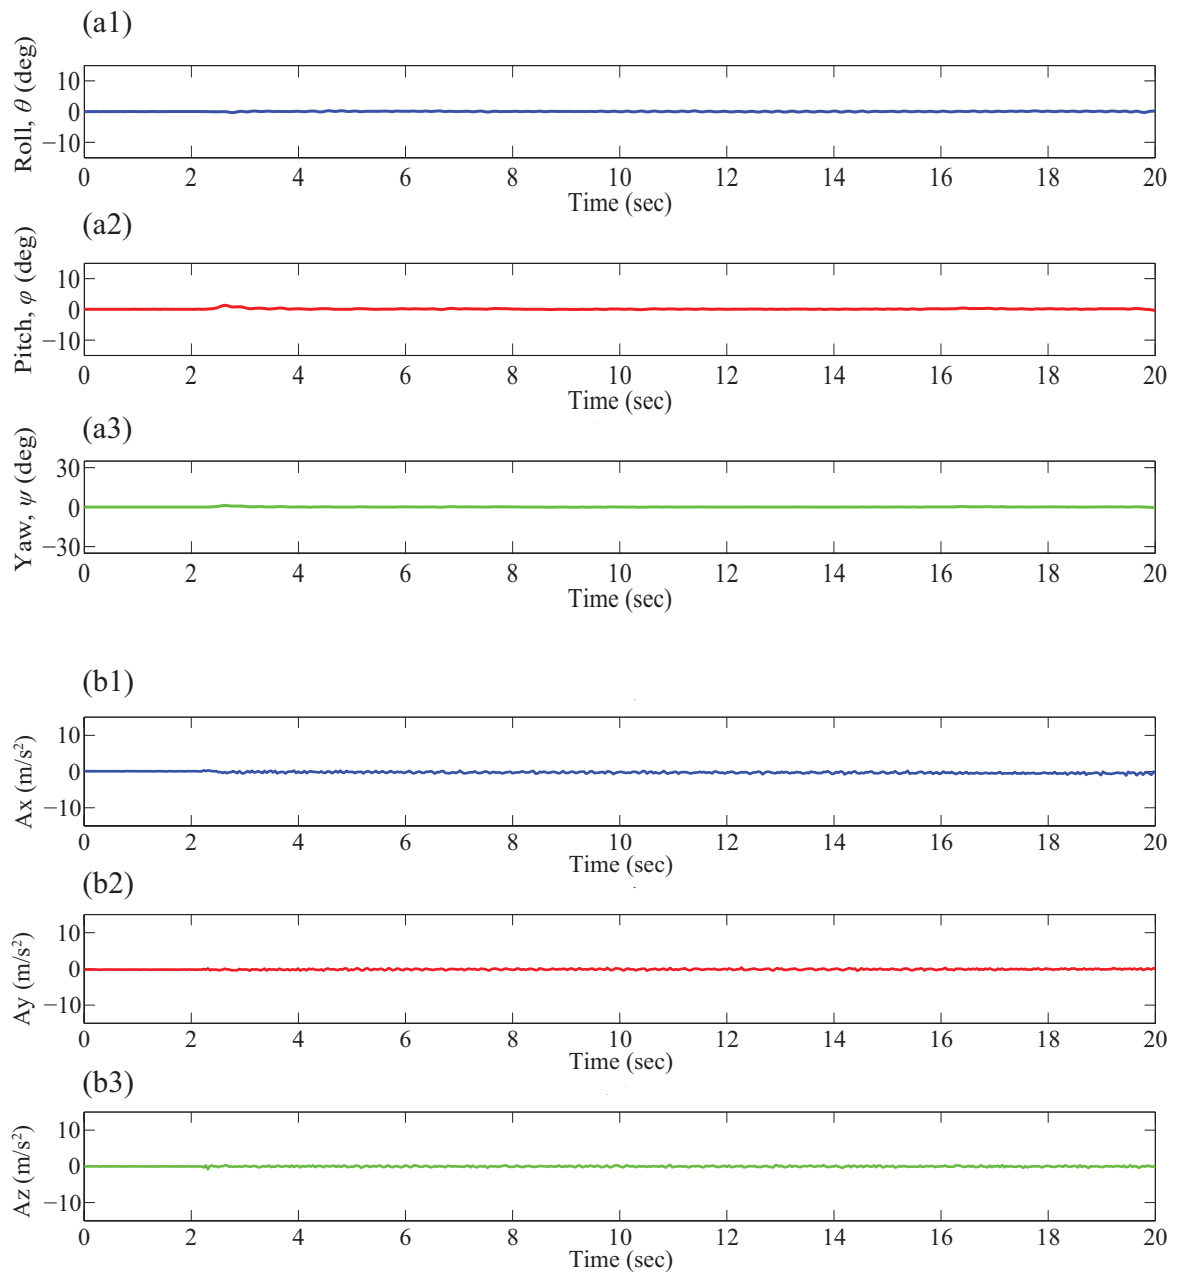 (a1)
Roll, θ (deg)
10
0
−10
0 2 4 6 8 10 12 14 16 18 20
Time (sec)
(a2)
Pitch, φ (deg)
10
0
−10
0 2 4 6 8 10 12 14 16 18 20
Time (sec)
(a3)
Yaw, ψ (deg)
30
0
−30
0 2 4 6 8 10 12 14 16 18 20
Time (sec)
(b1)
Ax (m/s²)
10
0
−10
0 2 4 6 8 10 12 14 16 18 20
Time (sec)
(b2)
Ay (m/s²)
10
0
−10
0 2 4 6 8 10 12 14 16 18 20
Time (sec)
(b3)
Az (m/s²)
10
0
−10
0 2 4 6 8 10 12 14 16 18 20
Time (sec)